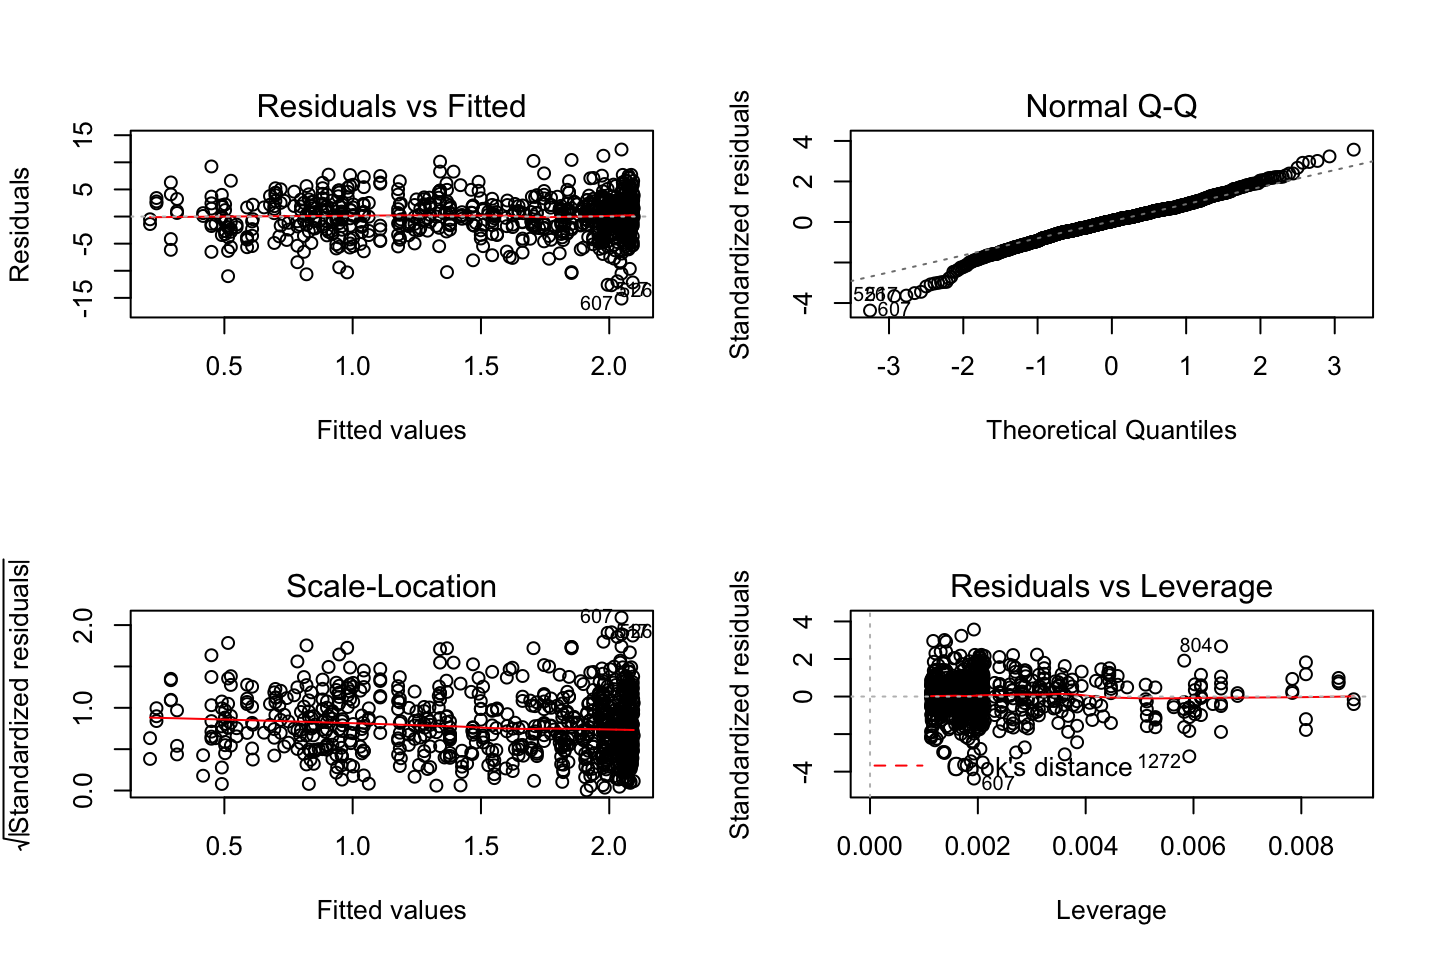 Residuals vs Fitted
Residuals
15
5
-5
-15
607
526
0.5 1.0 1.5 2.0
Fitted values
Normal Q-Q
Standardized residuals
4
2
0
-4
607
-3 -2 -1 0 1 2 3
Theoretical Quantiles
Scale-Location
√|Standardized residuals|
2.0
1.0
0.0
607
526
0.5 1.0 1.5 2.0
Fitted values
Residuals vs Leverage
Standardized residuals
4
2
0
-4
804
1272
distance
607
0.000 0.002 0.004 0.006 0.008
Leverage